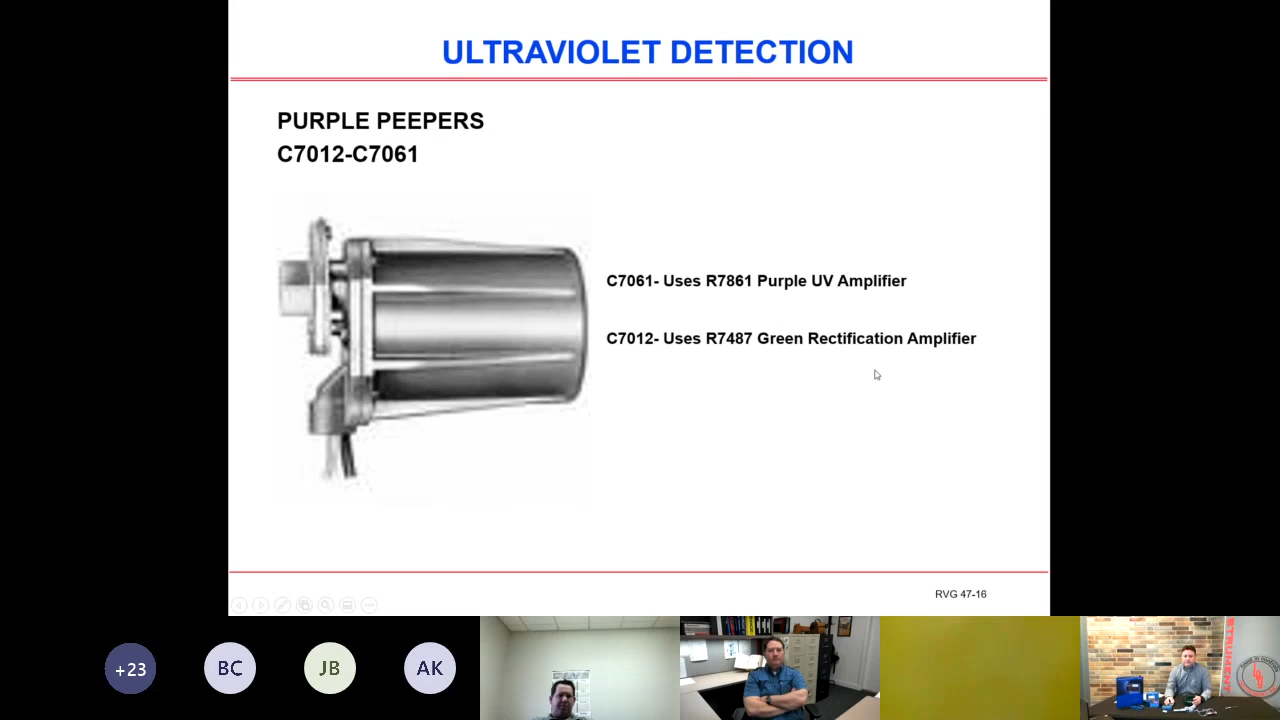 ULTRAVIOLET DETECTION
PURPLE PEEPERS
C7012-C7061
C7061- Uses R7861 Purple UV Amplifier
C7012- Uses R7487 Green Rectification Amplifier
RVG 47-16
+23
BC
JB
AK